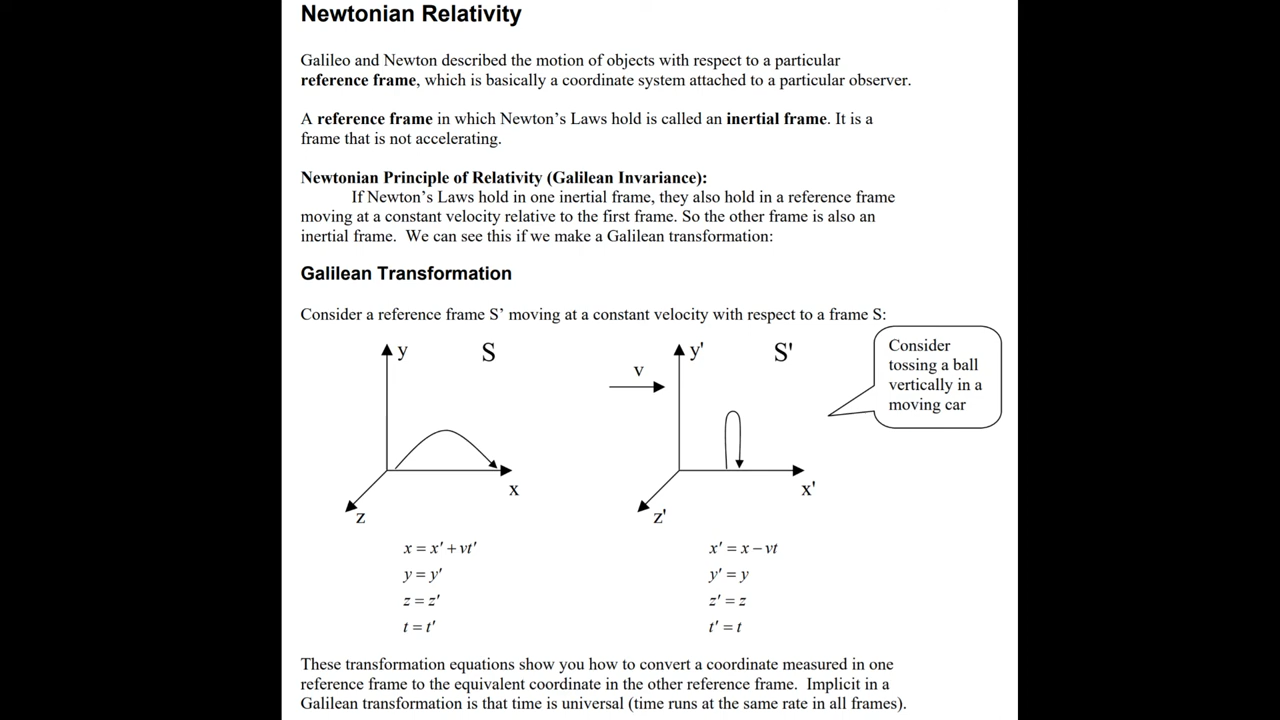 Newtonian Relativity
Galileo and Newton described the motion of objects with respect to a particular
reference frame, which is basically a coordinate system attached to a particular observer.
A reference frame in which Newton’s Laws hold is called an inertial frame. It is a
frame that is not accelerating.
Newtonian Principle of Relativity (Galilean Invariance):
If Newton’s Laws hold in one inertial frame, they also hold in a reference frame
moving at a constant velocity relative to the first frame. So the other frame is also an
inertial frame.  We can see this if we make a Galilean transformation:
Galilean Transformation
Consider a reference frame S’ moving at a constant velocity with respect to a frame S:
y
S
x
z
v
y'
S'
x'
z'
Consider
tossing a ball
vertically in a
moving car
x = x′ + vt′
y = y′
z = z′
t = t′
x′ = x − vt
y′ = y
z′ = z
t′ = t
These transformation equations show you how to convert a coordinate measured in one
reference frame to the equivalent coordinate in the other reference frame.  Implicit in a
Galilean transformation is that time is universal (time runs at the same rate in all frames).